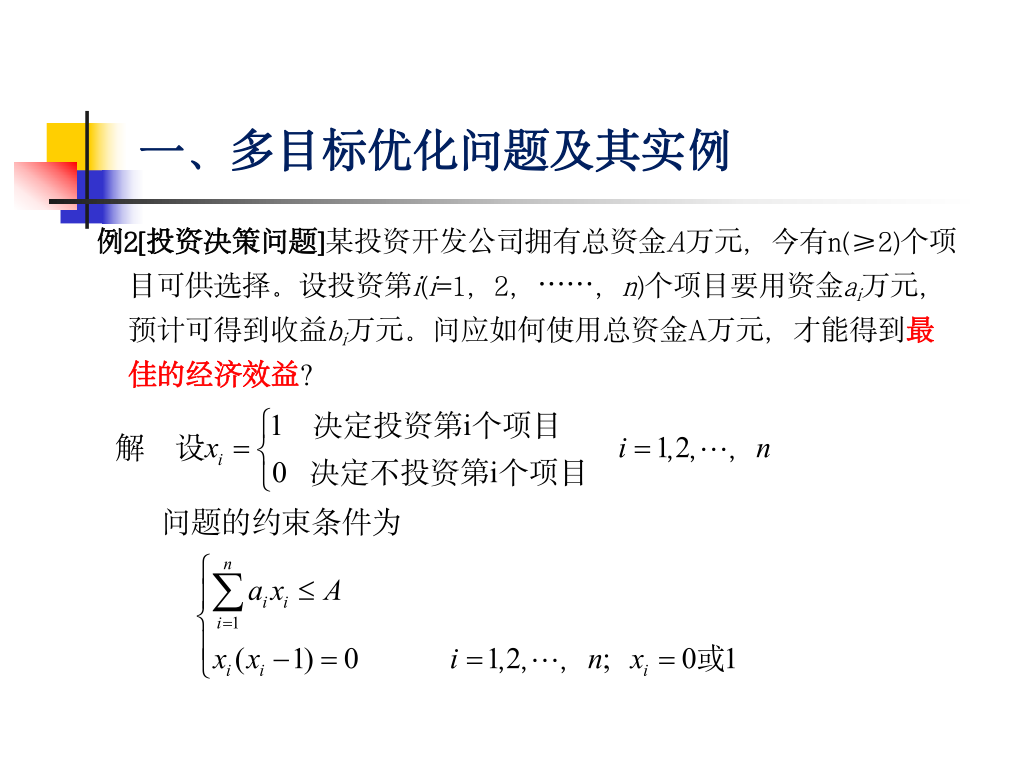 一、多目标优化问题及其实例
例2[投资决策问题]某投资开发公司拥有总资金A万元，今有n(≥2)个项
目可供选择。设投资第i(i=1，2，……，n)个项目要用资金a_i万元，
预计可得到收益b_i万元。问应如何使用总资金A万元，才能得到最
佳的经济效益?
解 设x_i = { 1 决定投资第i个项目
0 决定不投资第i个项目 i = 1,2,⋯, n
问题的约束条件为
{ ∑_{i=1}^{n} a_i x_i ≤ A
x_i(x_i − 1) = 0 i = 1,2,⋯, n; x_i = 0或1